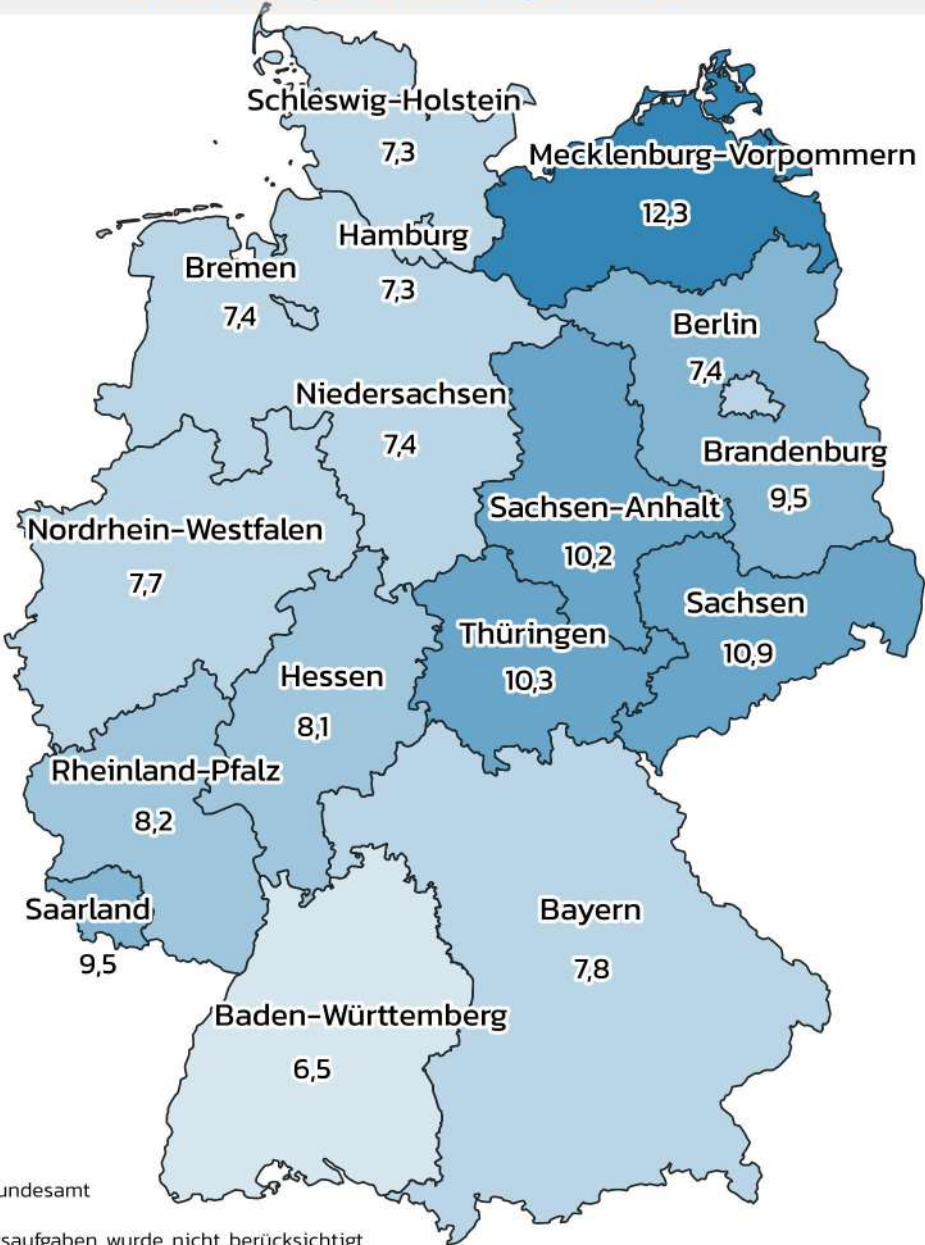 Schleswig-Holstein
7,3
Mecklenburg-Vorpommern
12,3
Hamburg
7,3
Bremen
7,4
Berlin
7,4
Niedersachsen
7,4
Brandenburg
9,5
Sachsen-Anhalt
10,2
Nordrhein-Westfalen
7,7
Sachsen
10,9
Thüringen
10,3
Hessen
8,1
Rheinland-Pfalz
8,2
Saarland
9,5
Bayern
7,8
Baden-Württemberg
6,5
undesamt
saufgaben wurde nicht berücksichtigt